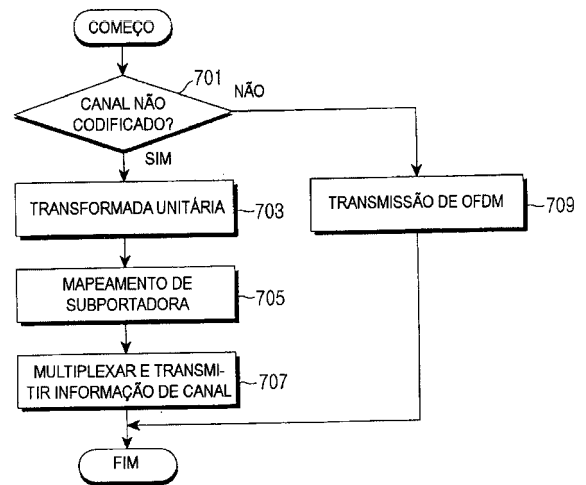 COMEÇO
701
CANAL NÃO
CODIFICADO?
NÃO
SIM
TRANSFORMADA UNITÁRIA
703
TRANSMISSÃO DE OFDM
709
MAPEAMENTO DE
SUBPORTADORA
705
MULTIPLEXAR E TRANSMI-
TIR INFORMAÇÃO DE CANAL
707
FIM